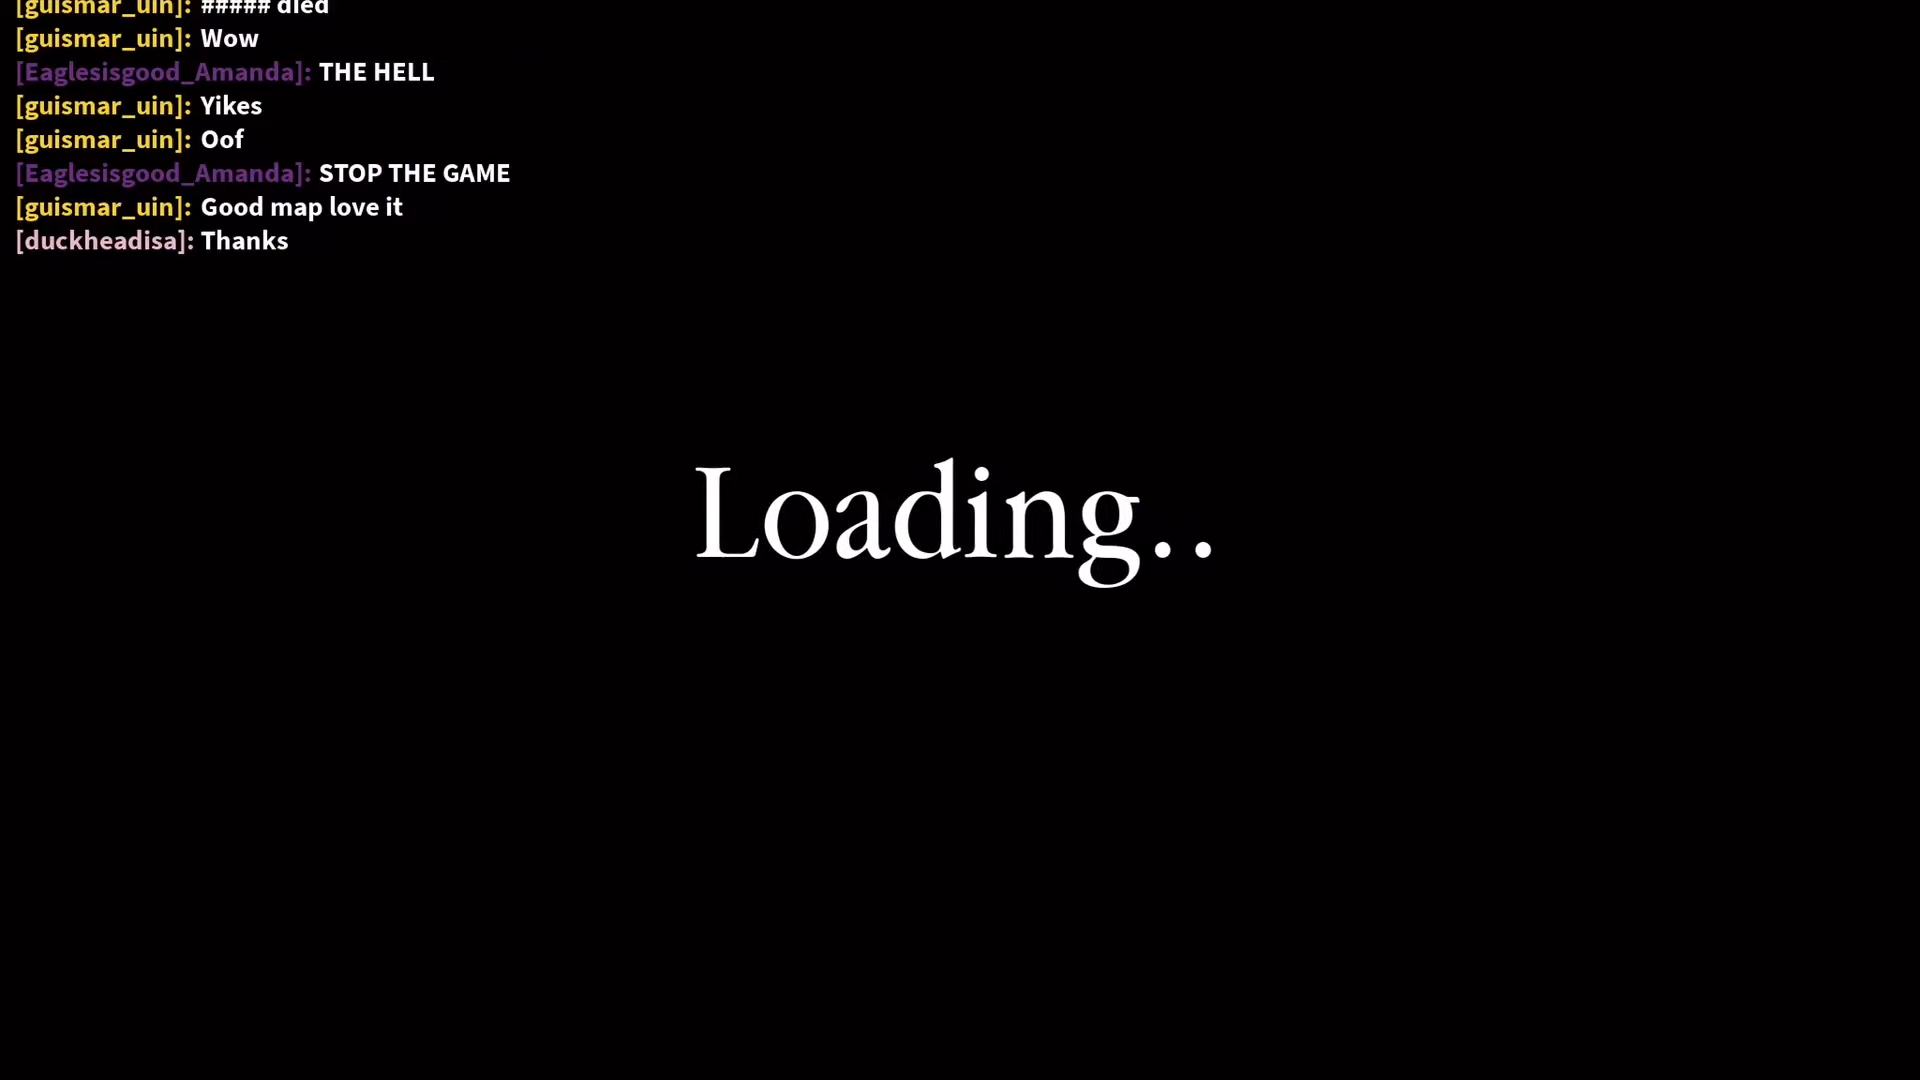 [guismar_uin]: ##### died
[guismar_uin]: Wow
[Eaglesisgood_Amanda]: THE HELL
[guismar_uin]: Yikes
[guismar_uin]: Oof
[Eaglesisgood_Amanda]: STOP THE GAME
[guismar_uin]: Good map love it
[duckheadisa]: Thanks
Loading..